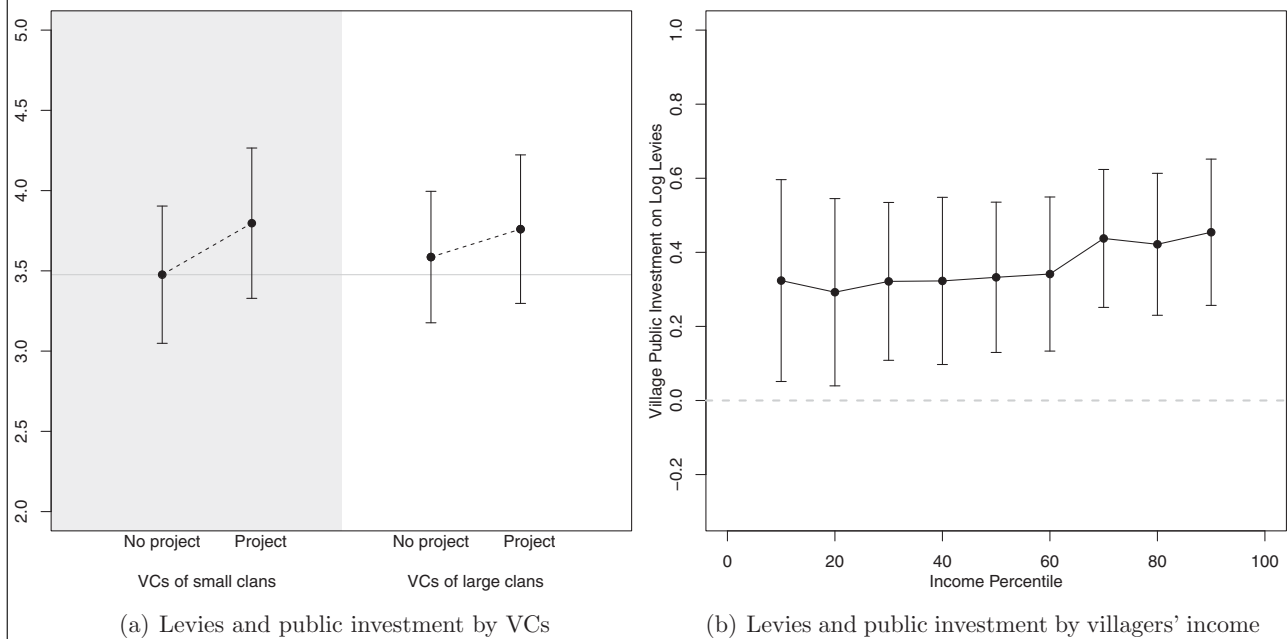 5.0
4.5
4.0
3.5
3.0
2.5
2.0
No project Project No project Project
VCs of small clans VCs of large clans
(a) Levies and public investment by VCs
Village Public Investment on Log Levies
1.0
0.8
0.6
0.4
0.2
0.0
−0.2
0 20 40 60 80 100
Income Percentile
(b) Levies and public investment by villagers' income